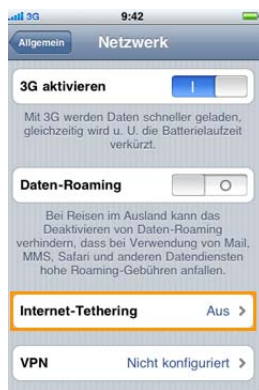 3G 9:42
Allgemein Netzwerk
3G aktivieren
Mit 3G werden Daten schneller geladen,
gleichzeitig wird u. U. die Batterielaufzeit
verkürzt.
Daten-Roaming
Bei Reisen im Ausland kann das
Deaktivieren von Daten-Roaming
verhindern, dass bei Verwendung von Mail,
MMS, Safari und anderen Datendiensten
hohe Roaming-Gebühren anfallen.
Internet-Tethering Aus
VPN Nicht konfiguriert